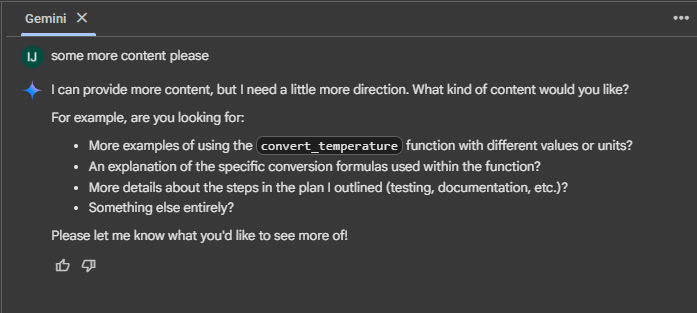 Gemini
IJ
some more content please
I can provide more content, but I need a little more direction. What kind of content would you like?
For example, are you looking for:
• More examples of using the convert_temperature function with different values or units?
• An explanation of the specific conversion formulas used within the function?
• More details about the steps in the plan I outlined (testing, documentation, etc.)?
• Something else entirely?
Please let me know what you'd like to see more of!